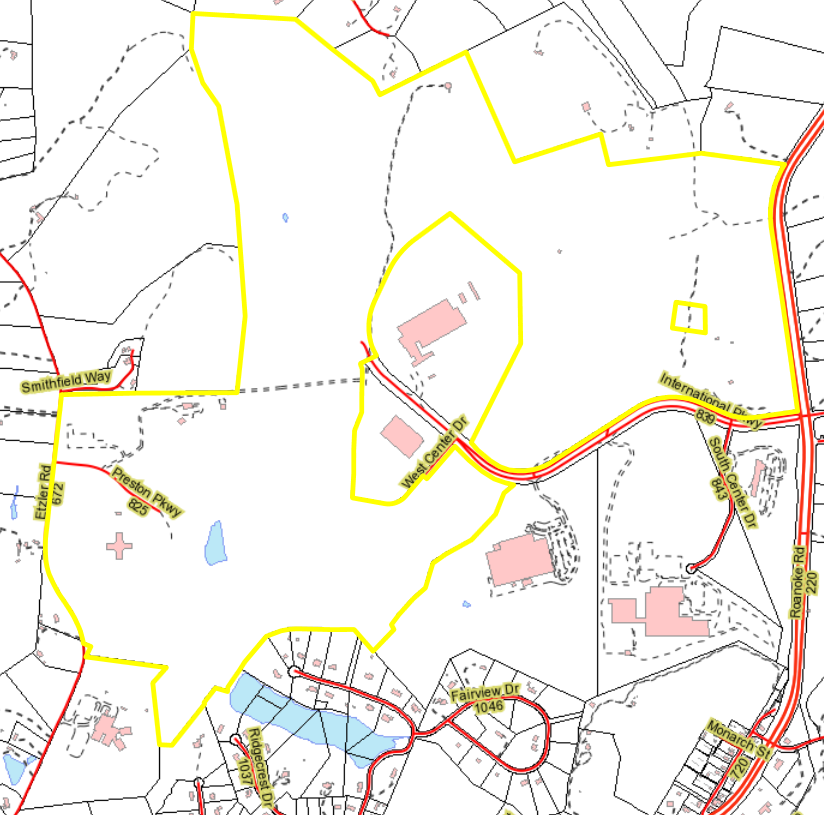 Smithfield Way
International Pkwy
839
West Center Dr
South Center Dr
843
Etzler Rd
672
Preston Pkwy
825
Roanoke Rd
220
Fairview Dr
1046
Ridgecrest Dr
1037
Monarch St
720